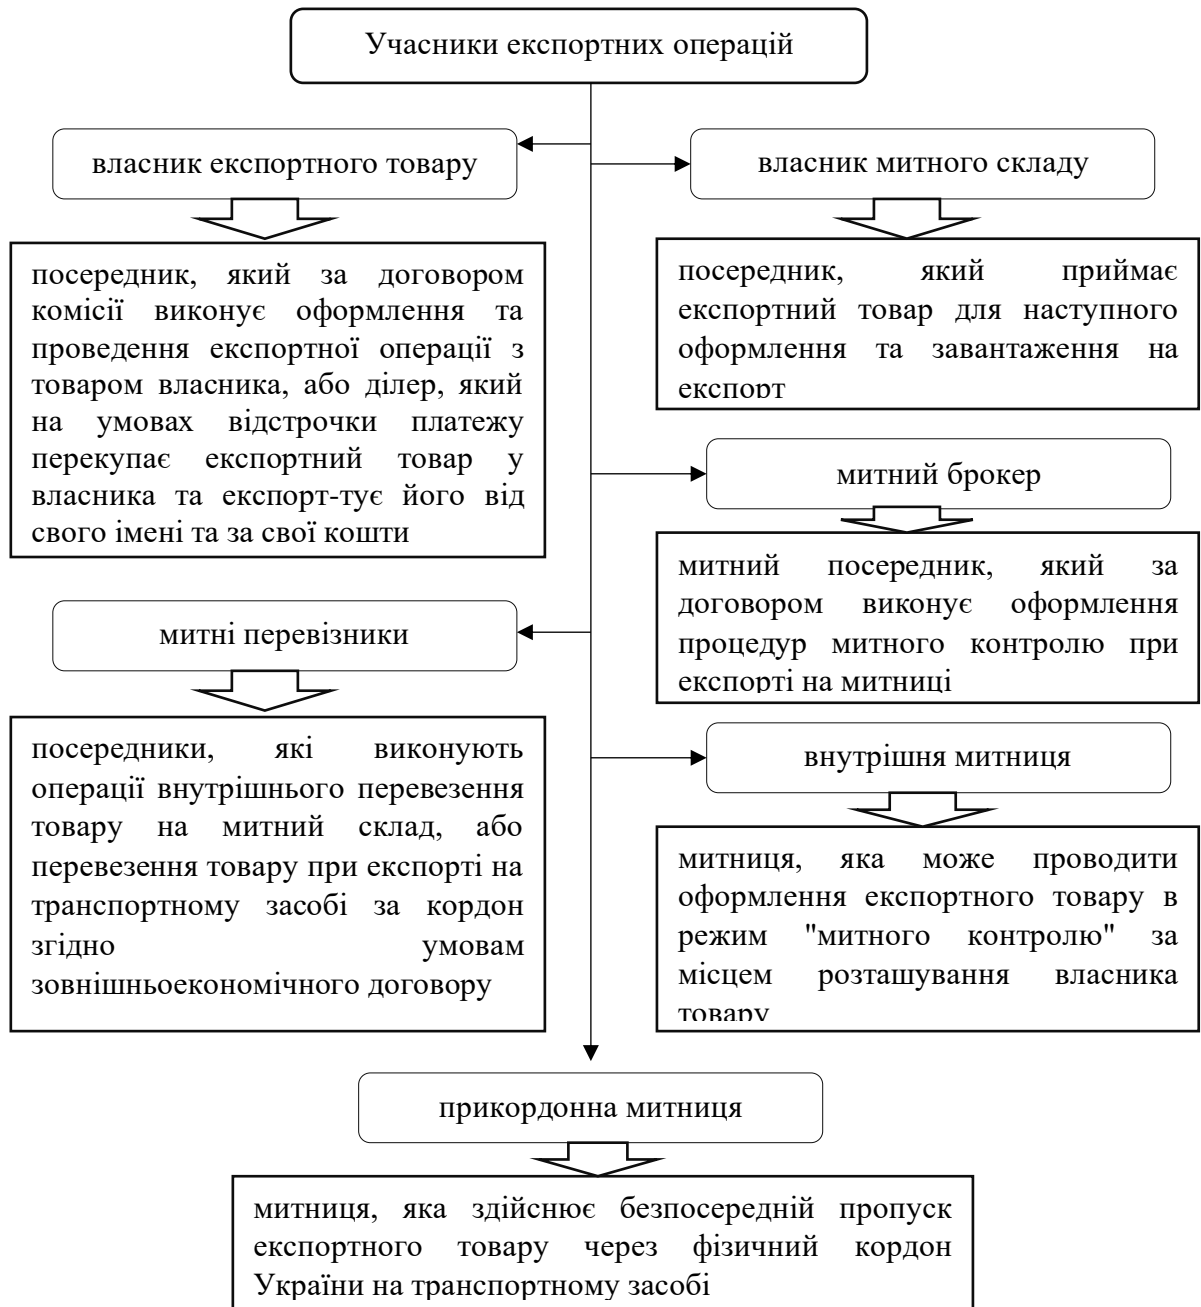 Учасники експортних операцій
власник експортного товару
посередник, який за договором
комісії виконує оформлення та
проведення експортної операції з
товаром власника, або ділер, який
на умовах відстрочки платежу
перекупає експортний товар у
власника та експорт-тує його від
свого імені та за свої кошти
власник митного складу
посередник, який приймає
експортний товар для наступного
оформлення та завантаження на
експорт
митний брокер
митний посередник, який за
договором виконує оформлення
процедур митного контролю при
експорті на митниці
митні перевізники
посередники, які виконують
операції внутрішнього перевезення
товару на митний склад, або
перевезення товару при експорті на
транспортному засобі за кордон
згідно умовам
зовнішньоекономічного договору
внутрішня митниця
митниця, яка може проводити
оформлення експортного товару в
режим "митного контролю" за
місцем розташування власника
товару
прикордонна митниця
митниця, яка здійснює безпосередній пропуск
експортного товару через фізичний кордон
України на транспортному засобі